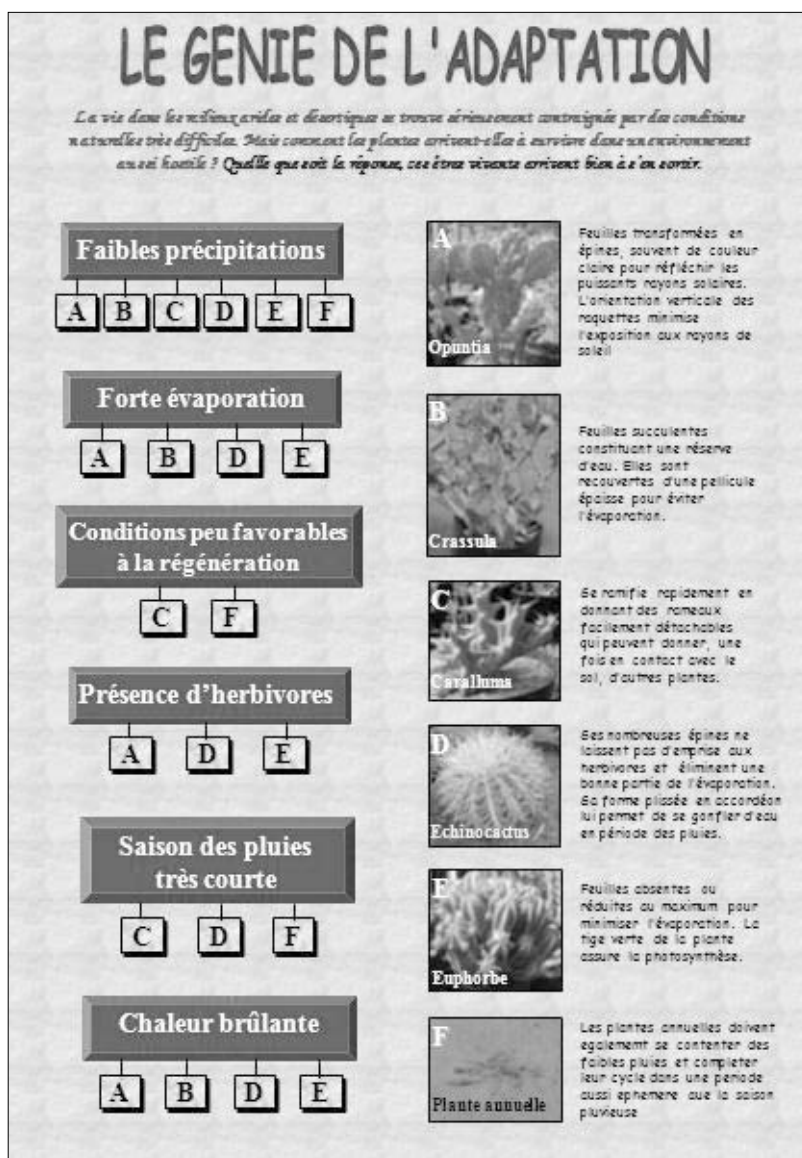 LE GENIE DE L'ADAPTATION
La vie dans les milieux arides et désertiques se trouve sérieusement contraignée par des conditions
naturelles très difficiles. Mais comment les plantes arrivent-elles à survivre dans un environnement
aussi hostile ? Quellle que soit la réponse, ces êtres vivants arrivent bien à s'en sortir.
Faibles précipitations
A B C D E F
Forte évaporation
A B D E
Conditions peu favorables
à la régénération
C F
Présence d'herbivores
A D E
Saison des pluies
très courte
C D F
Chaleur brûlante
A B D E
A
Opuntia
Feuilles transformées en
épines, souvent de couleur
claire pour réfléchir les
puissants rayons solaires.
L'orientation verticale des
raquettes minimise
l'exposition aux rayons de
soleil
B
Crassula
Feuilles succulentes
constituant une réserve
d'eau. Elles sont
recouvertes d'une pellicule
épaisse pour éviter
l'évaporation.
C
Caralluma
Se ramifie rapidement en
donnant des rameaux
facilement détachables
qui peuvent donner, une
fois en contact avec le
sol, d'autres plantes.
D
Echinocactus
Ses nombreuses épines ne
laissent pas d'emprise aux
herbivores et éliminent une
bonne partie de l'évaporation.
Sa forme plissée en accordéon
lui permet de se gonfler d'eau
en période des pluies.
E
Euphorbe
Feuilles absentes ou
réduites au maximum pour
minimiser l'évaporation. La
tige verte de la plante
assure la photosynthèse.
F
Plante annuelle
Les plantes annuelles doivent
egalememt se contenter des
faibles pluies et completer
leur cycle dans une periode
aussi ephemere que la saison
pluvieuse